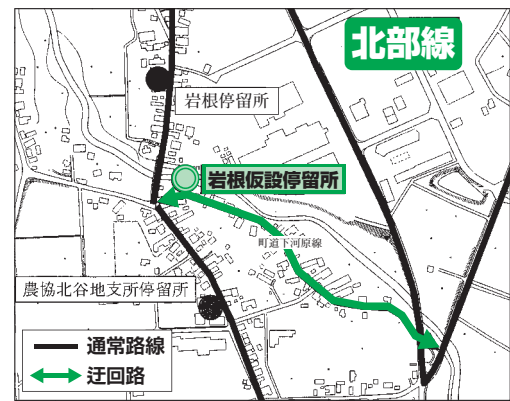 北部線
岩根停留所
岩根仮設停留所
町道下河原線
農協北谷地支所停留所
通常路線
迂回路